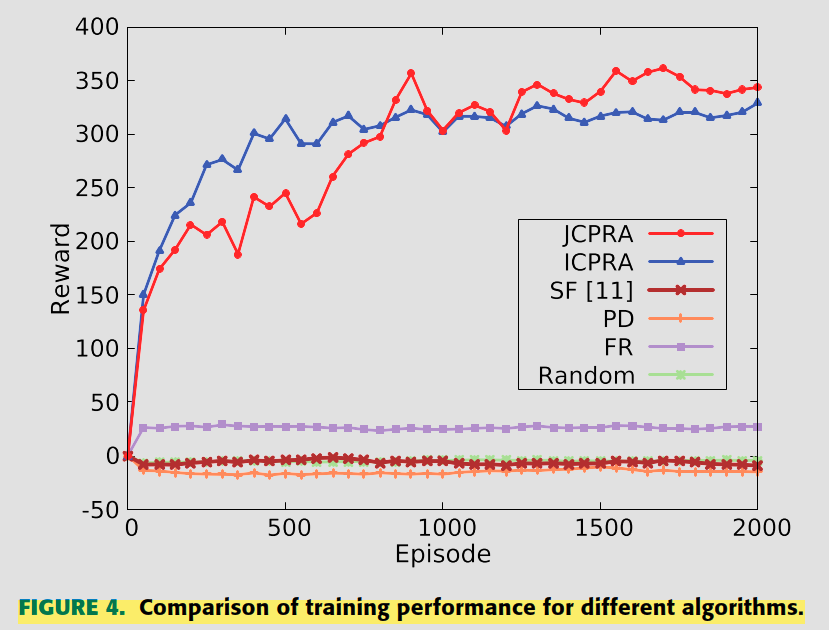 400
350
300
250
200
150
100
50
0
-50
Reward
JCPRA
ICPRA
SF [11]
PD
FR
Random
0 500 1000 1500 2000
Episode
FIGURE 4. Comparison of training performance for different algorithms.